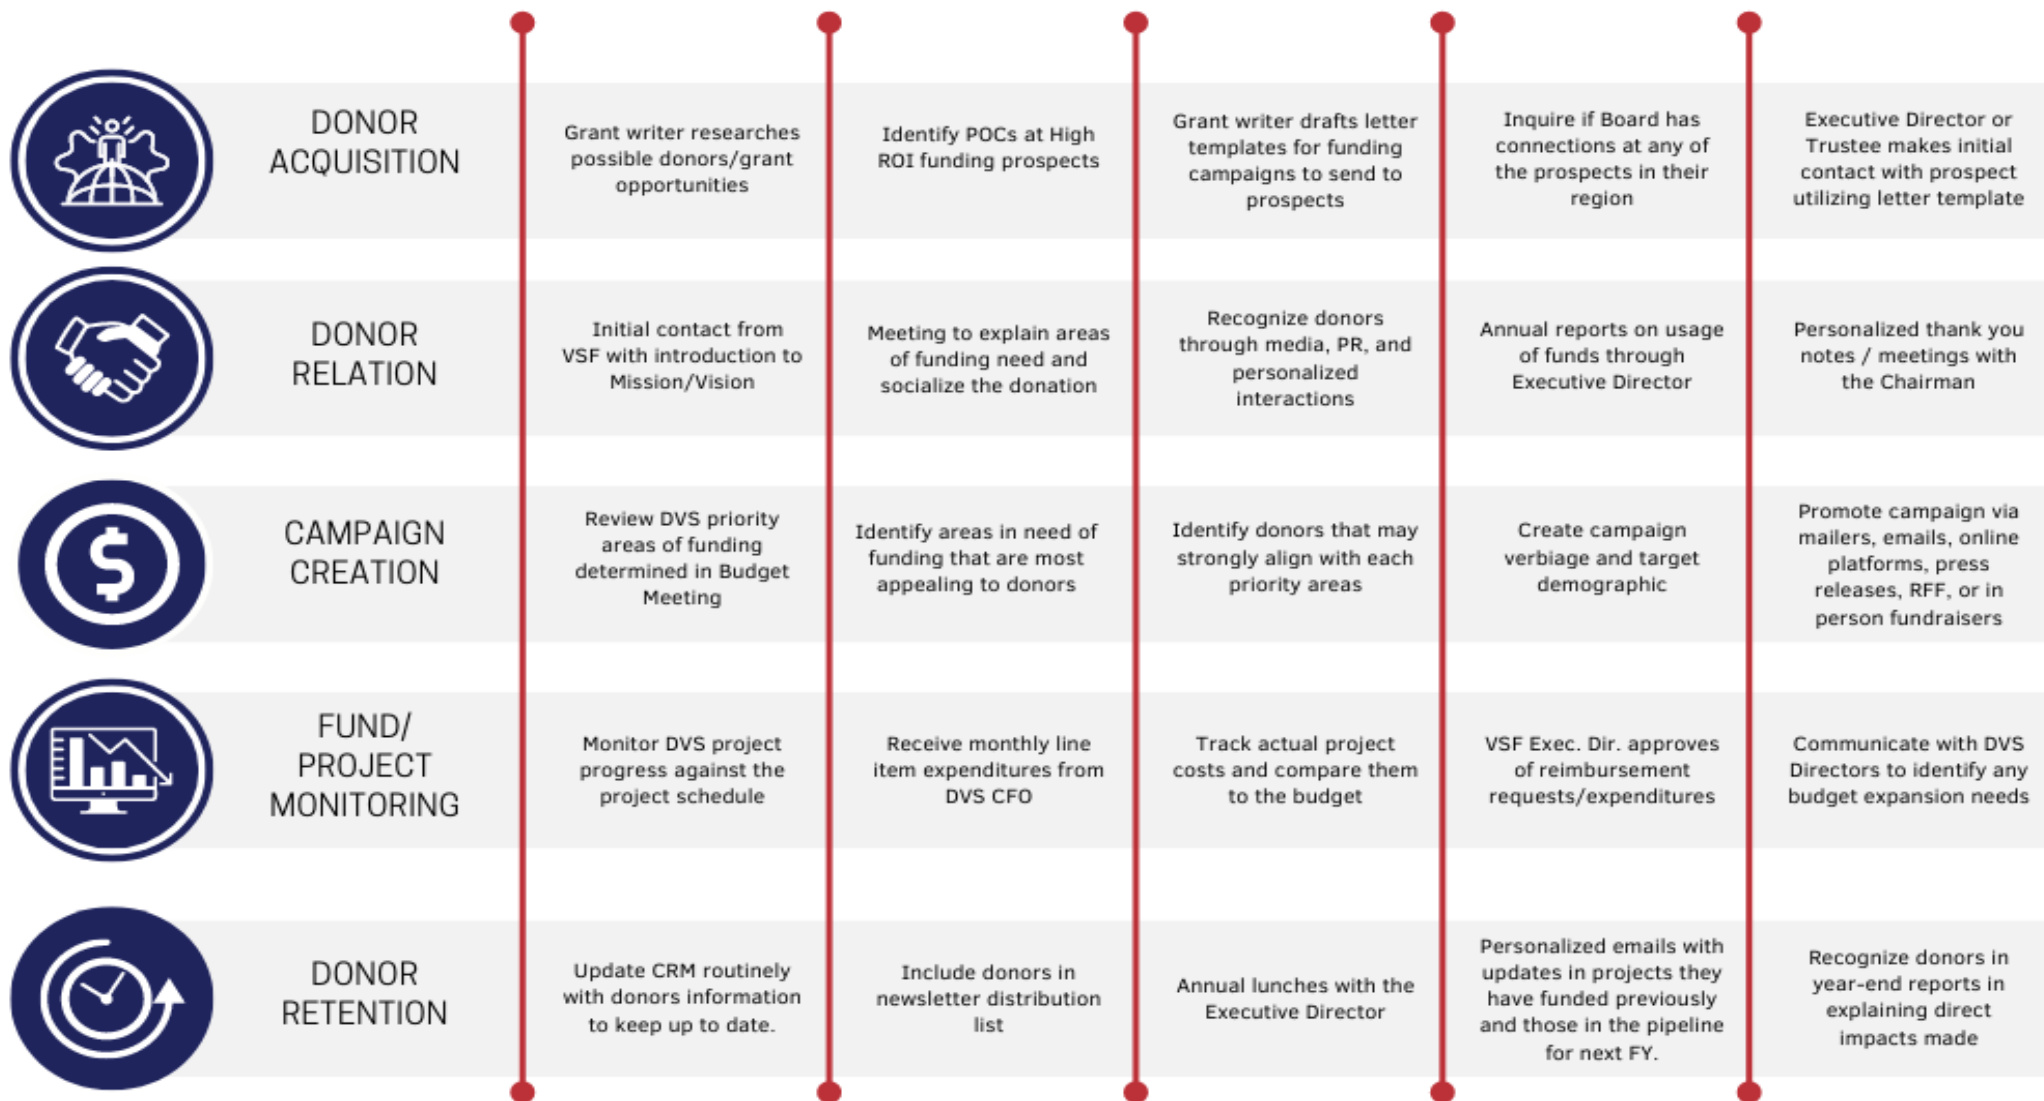 DONOR
ACQUISITION
Grant writer researches
possible donors/grant
opportunities
Identify POCs at High
ROI funding prospects
Grant writer drafts letter
templates for funding
campaigns to send to
prospects
Inquire if Board has
connections at any of
the prospects in their
region
Executive Director or
Trustee makes initial
contact with prospect
utilizing letter template
DONOR
RELATION
Initial contact from
VSF with introduction to
Mission/Vision
Meeting to explain areas
of funding need and
socialize the donation
Recognize donors
through media, PR, and
personalized
interactions
Annual reports on usage
of funds through
Executive Director
Personalized thank you
notes / meetings with
the Chairman
CAMPAIGN
CREATION
Review DVS priority
areas of funding
determined in Budget
Meeting
Identify areas in need of
funding that are most
appealing to donors
Identify donors that may
strongly align with each
priority areas
Create campaign
verbiage and target
demographic
Promote campaign via
mailers, emails, online
platforms, press
releases, RFF, or in
person fundraisers
FUND/
PROJECT
MONITORING
Monitor DVS project
progress against the
project schedule
Receive monthly line
item expenditures from
DVS CFO
Track actual project
costs and compare them
to the budget
VSF Exec. Dir. approves
of reimbursement
requests/expenditures
Communicate with DVS
Directors to identify any
budget expansion needs
DONOR
RETENTION
Update CRM routinely
with donors information
to keep up to date.
Include donors in
newsletter distribution
list
Annual lunches with the
Executive Director
Personalized emails with
updates in projects they
have funded previously
and those in the pipeline
for next FY.
Recognize donors in
year-end reports in
explaining direct
impacts made